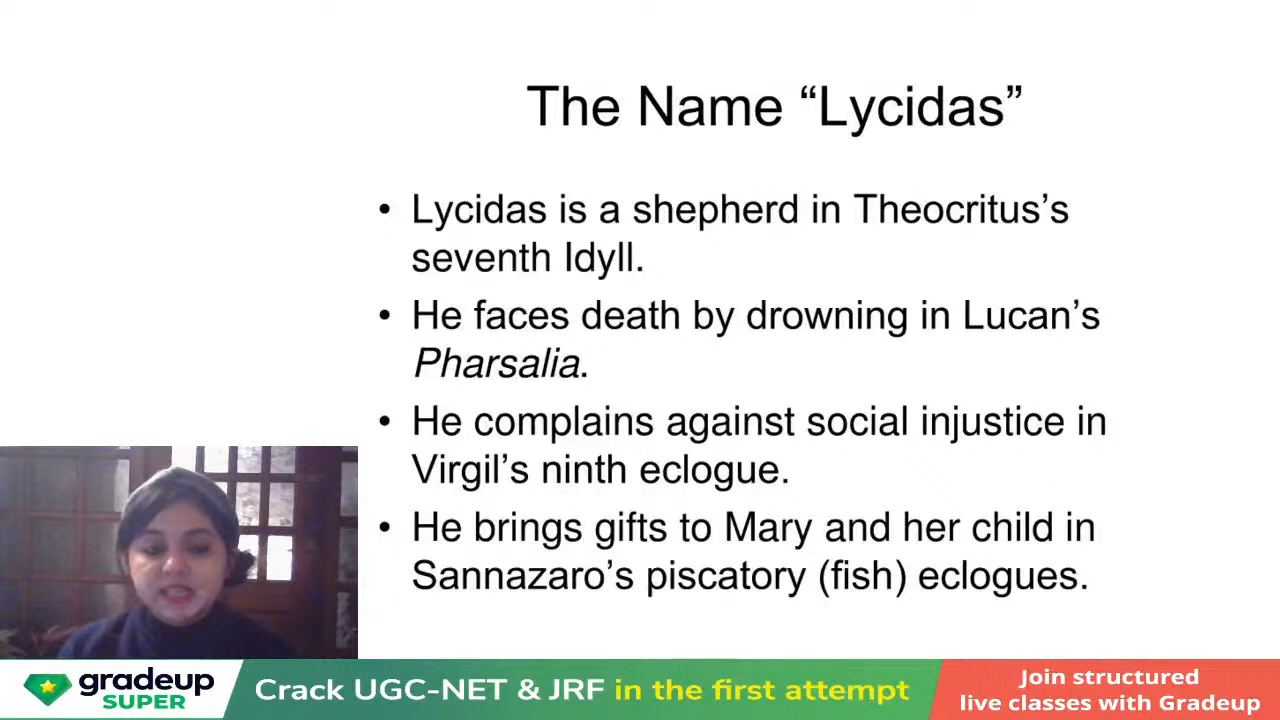 The Name “Lycidas”
• Lycidas is a shepherd in Theocritus’s
seventh Idyll.
• He faces death by drowning in Lucan’s
Pharsalia.
• He complains against social injustice in
Virgil’s ninth eclogue.
• He brings gifts to Mary and her child in
Sannazaro’s piscatory (fish) eclogues.
gradeup
SUPER
Crack UGC-NET & JRF in the first attempt
Join structured
live classes with Gradeup